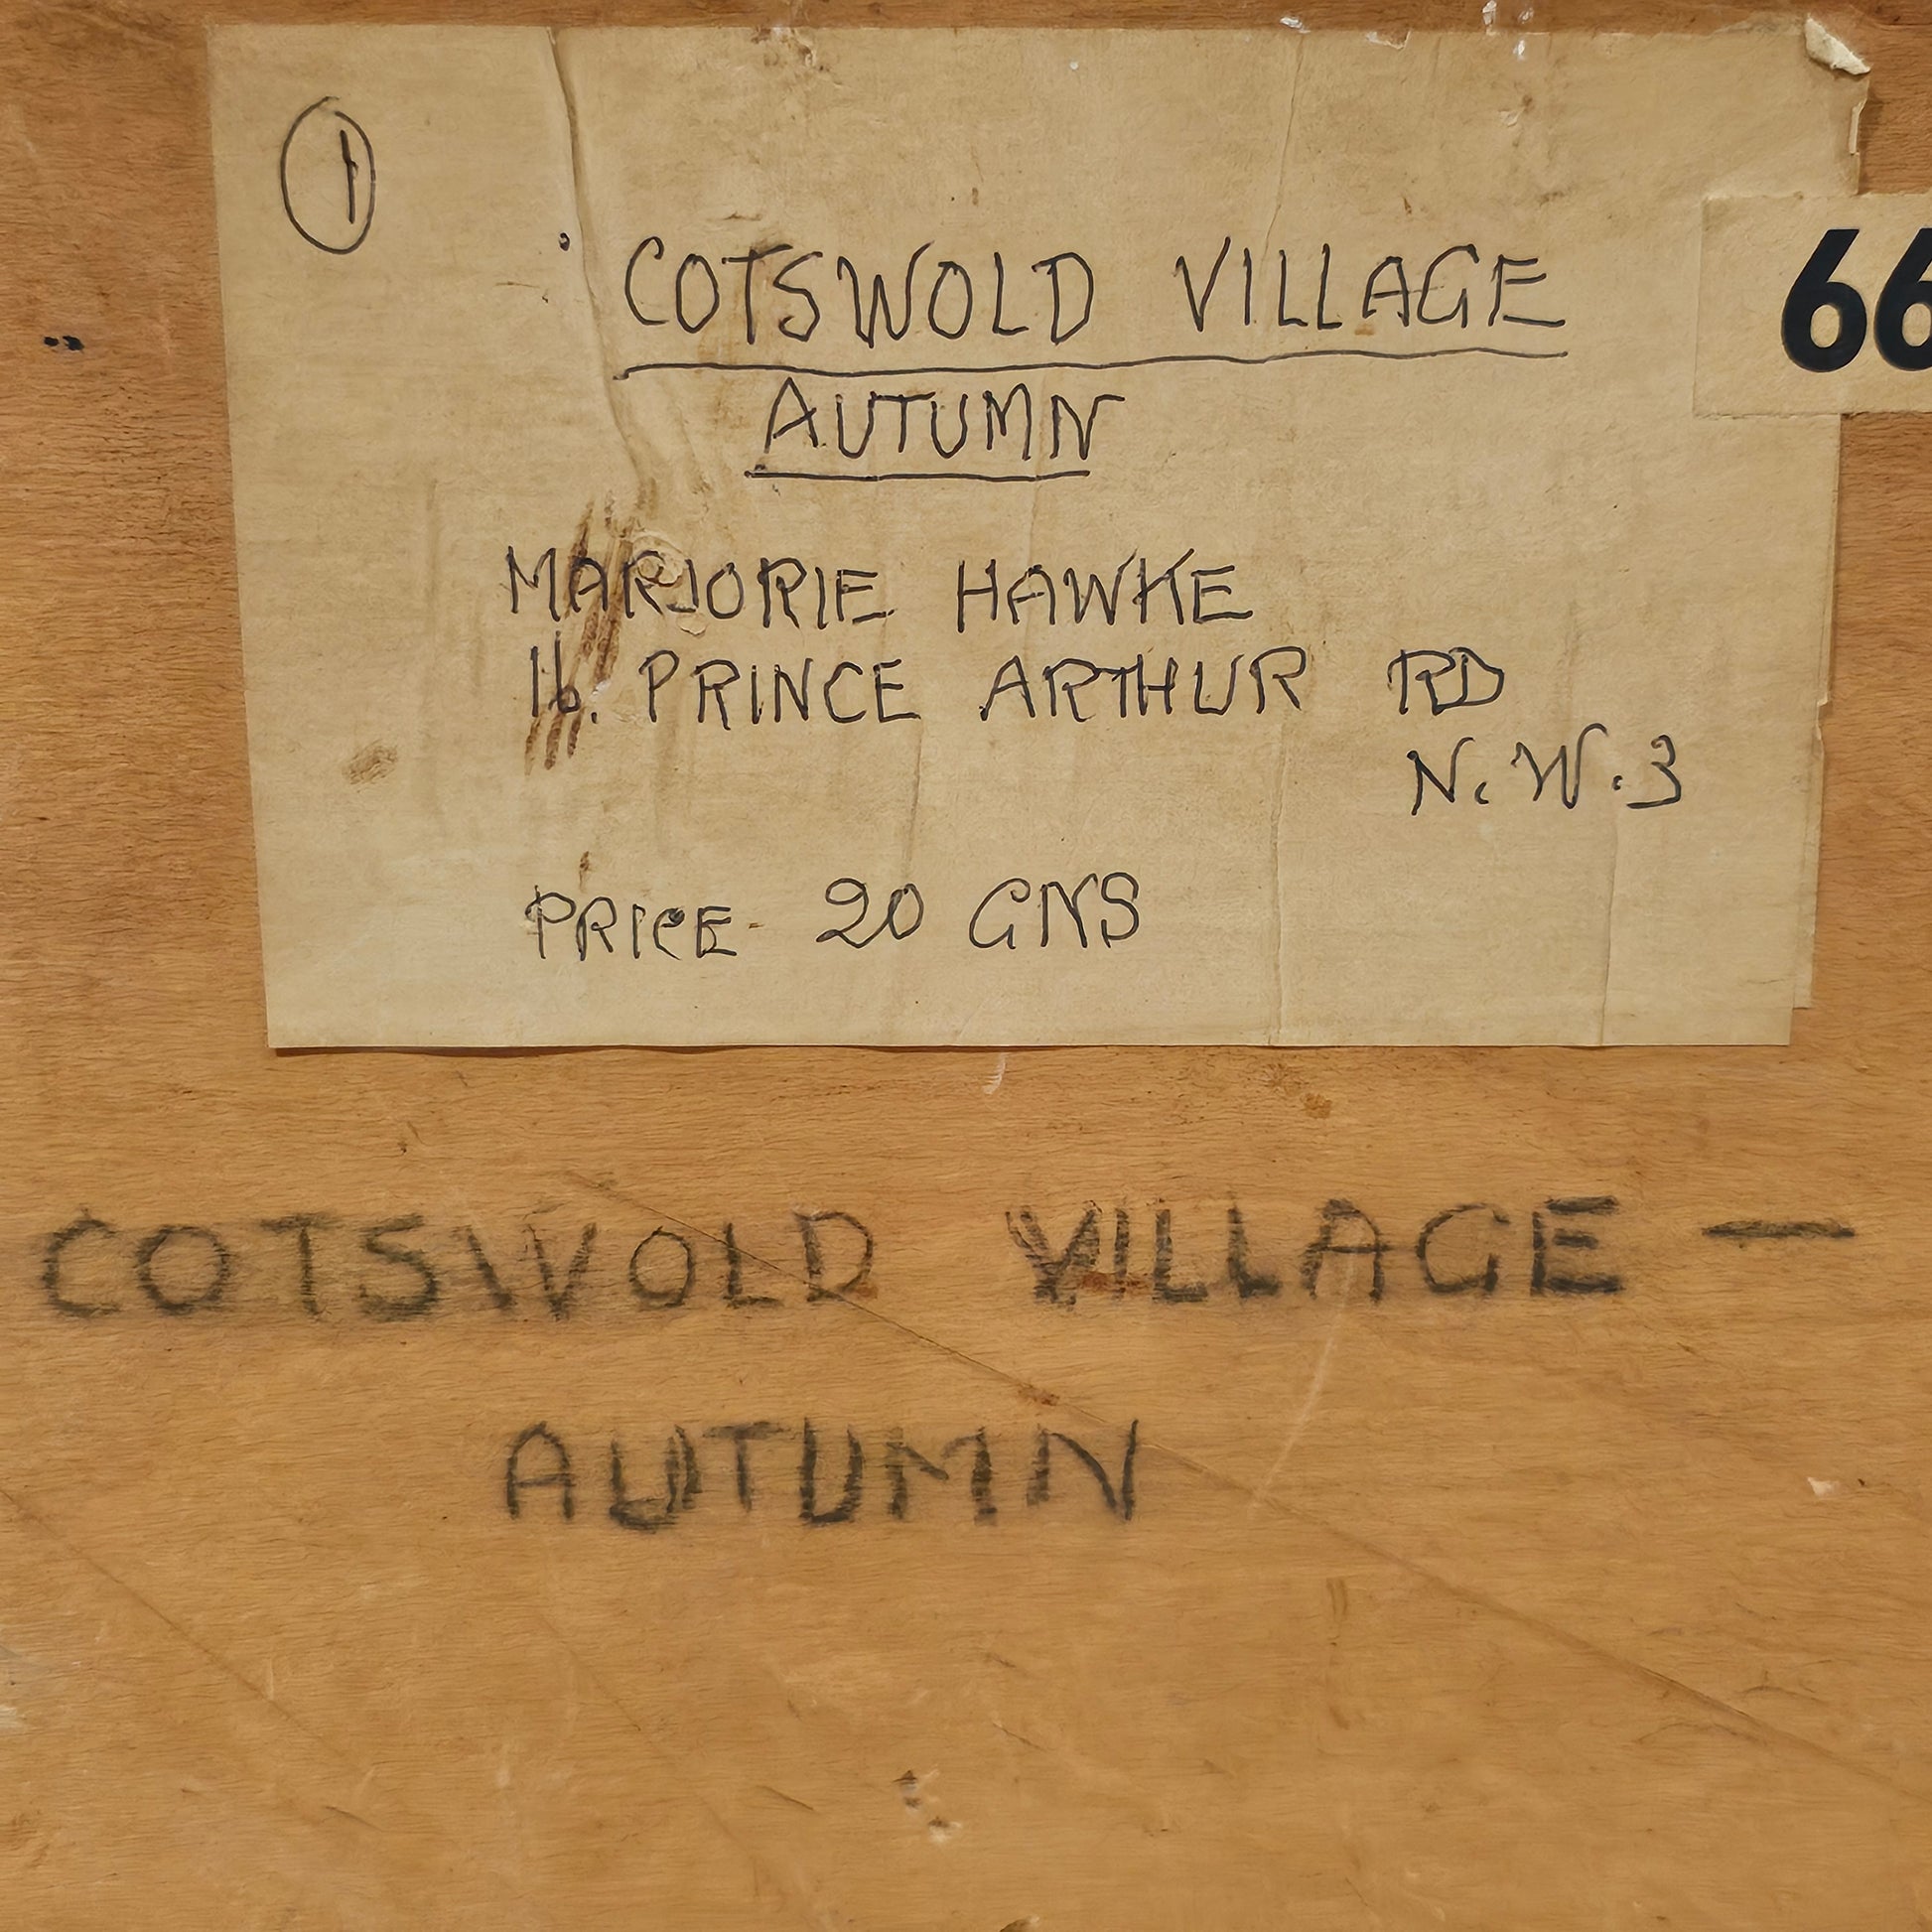 1
COTSWOLD VILLAGE
66
AUTUMN
MARJORIE HAWKE
16. PRINCE ARTHUR RD
N.W.3
PRICE - 20 GNS
COTSWOLD VILLAGE —
AUTUMN